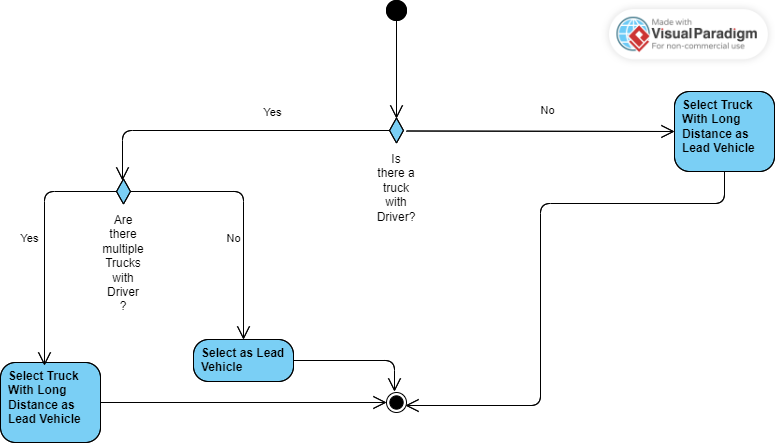 Made with
Visual Paradigm
For non-commercial use
Yes
No
Select Truck
With Long
Distance as
Lead Vehicle
Is
there a
truck
with
Driver?
Are
there
multiple
Trucks
with
Driver
?
Yes
No
Select as Lead
Vehicle
Select Truck
With Long
Distance as
Lead Vehicle